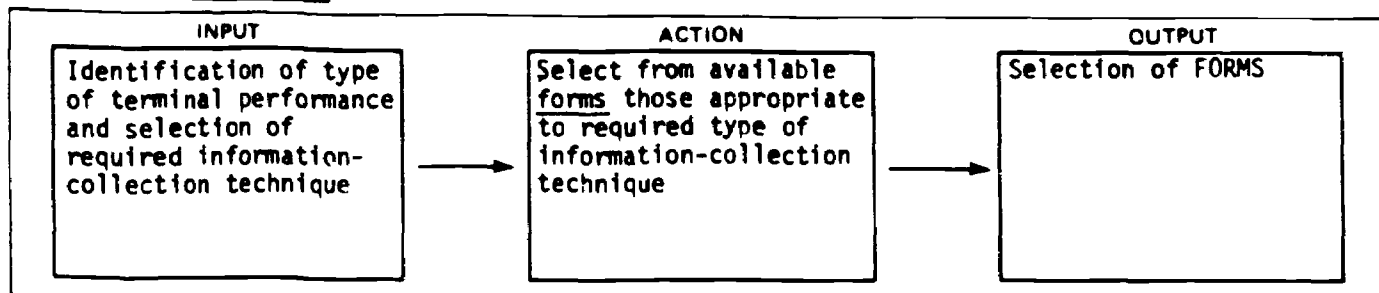 INPUT
Identification of type
of terminal performance
and selection of
required information-
collection technique
ACTION
Select from available
forms those appropriate
to required type of
information-collection
technique
OUTPUT
Selection of FORMS